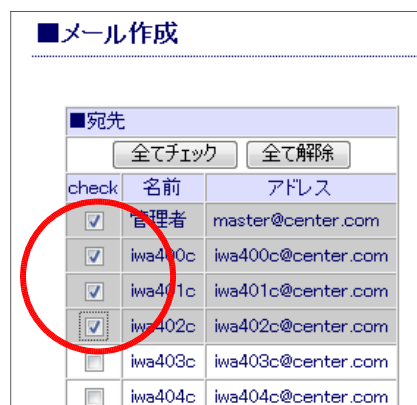 ■メール作成
■宛先
全てチェック 全て解除
check 名前 アドレス
管理者 master@center.com
iwa400c iwa400c@center.com
iwa401c iwa401c@center.com
iwa402c iwa402c@center.com
iwa403c iwa403c@center.com
iwa404c iwa404c@center.com